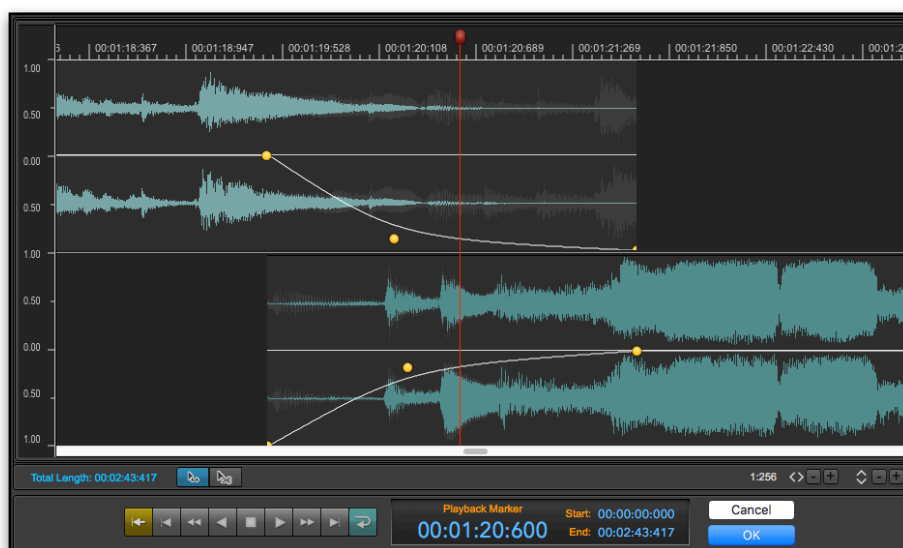 6 00:01:18:367 00:01:18:947 00:01:19:528 00:01:20:108 00:01:20:689 00:01:21:269 00:01:21:850 00:01:22:430 00:01:2
1.00
0.50
0.00
0.50
1.00
0.50
0.00
0.50
1.00
Total Length: 00:02:43:417
1:256
Playback Marker
00:01:20:600
Start: 00:00:00:000
End: 00:02:43:417
Cancel
OK